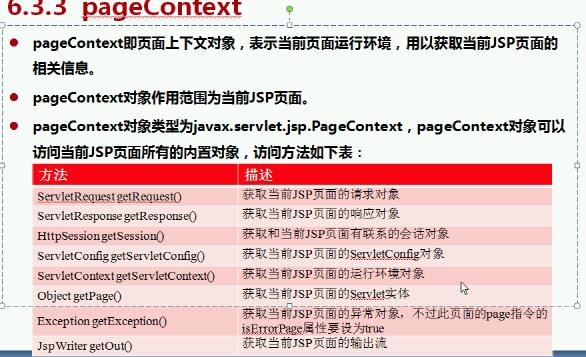 6.3.3 pageContext
pageContext即页面上下文对象，表示当前页面运行环境，用以获取当前JSP页面的
相关信息。
pageContext对象作用范围为当前JSP页面。
pageContext对象类型为javax.servlet.jsp.PageContext，pageContext对象可以
访问当前JSP页面所有的内置对象，访问方法如下表：
方法 描述
ServletRequest getRequest() 获取当前JSP页面的请求对象
ServletResponse getResponse() 获取当前JSP页面的响应对象
HttpSession getSession() 获取和当前JSP页面有联系的会话对象
ServletConfig getServletConfig() 获取当前JSP页面的ServletConfig对象
ServletContext getServletContext() 获取当前JSP页面的运行环境对象
Object getPage() 获取当前JSP页面的Servlet实体
Exception getException() 获取当前JSP页面的异常对象，不过此页面的page指令的
isErrorPage属性要设为true
JspWriter getOut() 获取当前JSP页面的输出流